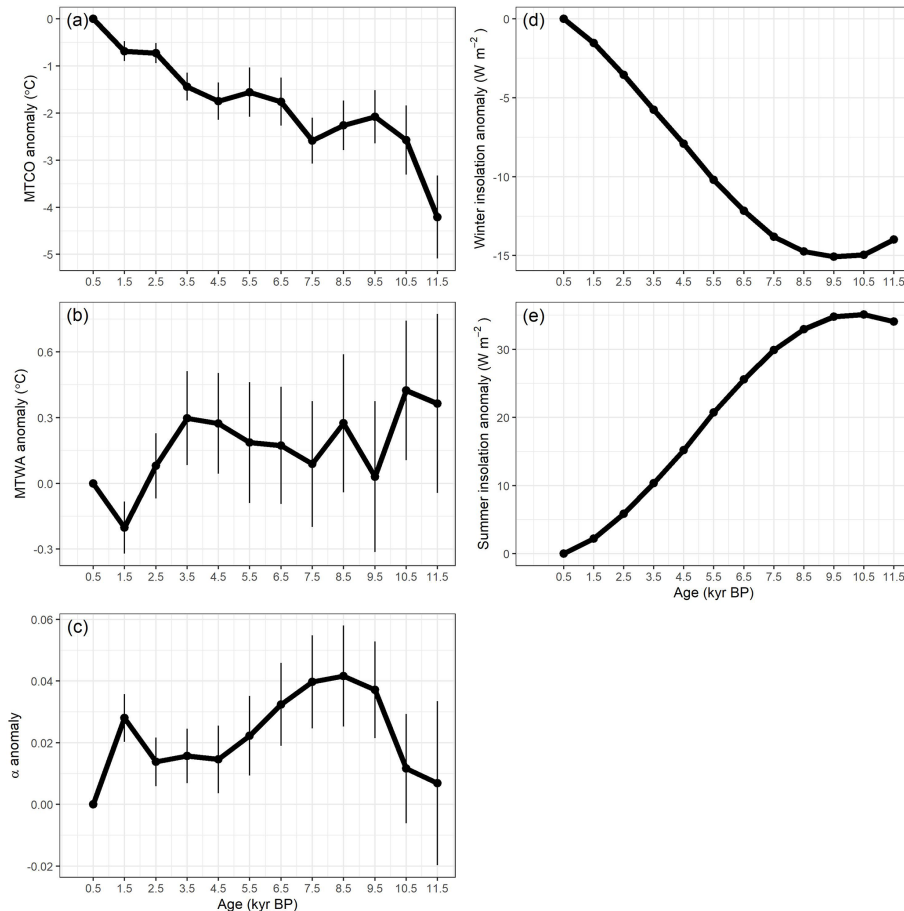 (a)
MTCO anomaly (°C)
0
-1
-2
-3
-4
-5
0.5 1.5 2.5 3.5 4.5 5.5 6.5 7.5 8.5 9.5 10.5 11.5
(b)
MTWA anomaly (°C)
0.6
0.3
0.0
-0.3
0.5 1.5 2.5 3.5 4.5 5.5 6.5 7.5 8.5 9.5 10.5 11.5
(c)
α anomaly
0.06
0.04
0.02
0.00
-0.02
0.5 1.5 2.5 3.5 4.5 5.5 6.5 7.5 8.5 9.5 10.5 11.5
Age (kyr BP)
(d)
Winter insolation anomaly (W m⁻²)
0
-5
-10
-15
0.5 1.5 2.5 3.5 4.5 5.5 6.5 7.5 8.5 9.5 10.5 11.5
(e)
Summer insolation anomaly (W m⁻²)
30
20
10
0
0.5 1.5 2.5 3.5 4.5 5.5 6.5 7.5 8.5 9.5 10.5 11.5
Age (kyr BP)